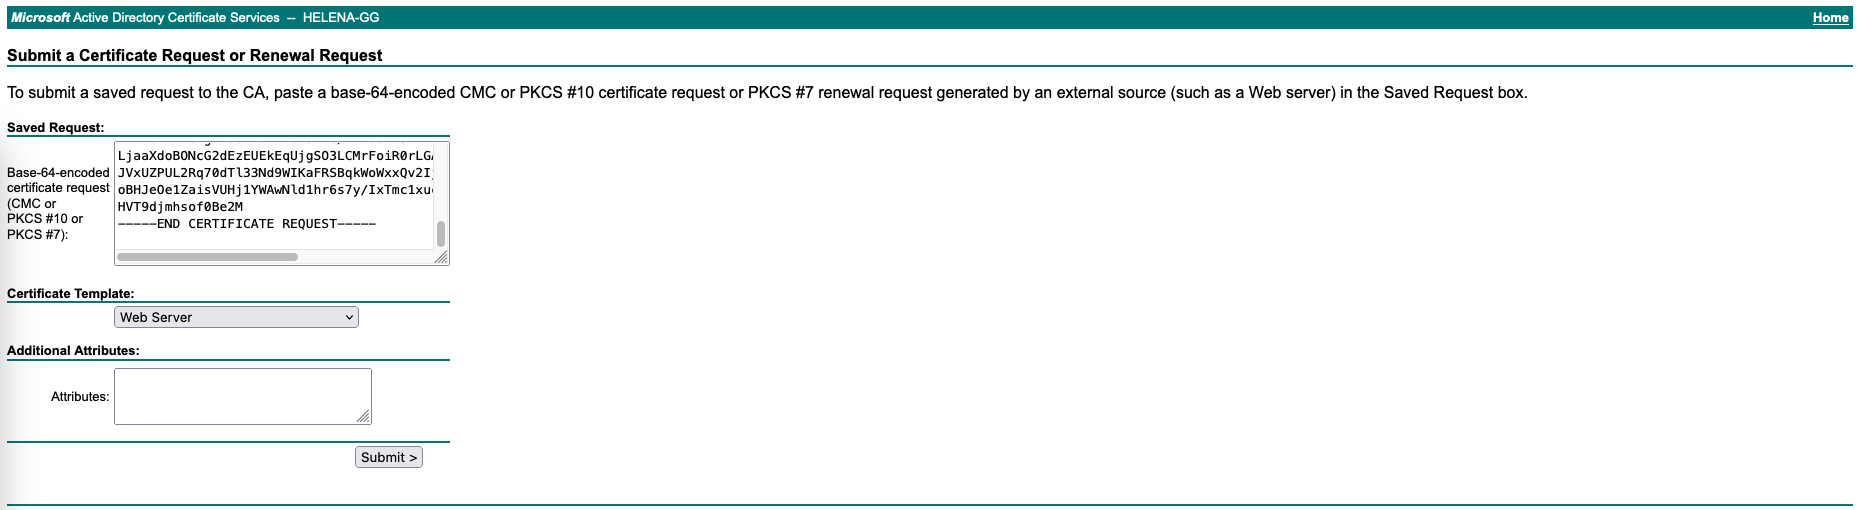 Microsoft Active Directory Certificate Services -- HELENA-GG
Home
Submit a Certificate Request or Renewal Request
To submit a saved request to the CA, paste a base-64-encoded CMC or PKCS #10 certificate request or PKCS #7 renewal request generated by an external source (such as a Web server) in the Saved Request box.
Saved Request:
Base-64-encoded
certificate request
(CMC or
PKCS #10 or
PKCS #7):
LjaaXdoBONcG2dEzEUEkEqUjgSO3LCMrFoiR0rLG
JVxUZPUL2Rq70dTl33Nd9WIKaFRSBqkWoWxxQv2I
oBHJeOe1ZaisVUHj1YWAwNld1hr6s7y/IxTmc1xu
HVT9djmhsof0Be2M
-----END CERTIFICATE REQUEST-----
Certificate Template:
Web Server
Additional Attributes:
Attributes:
Submit >